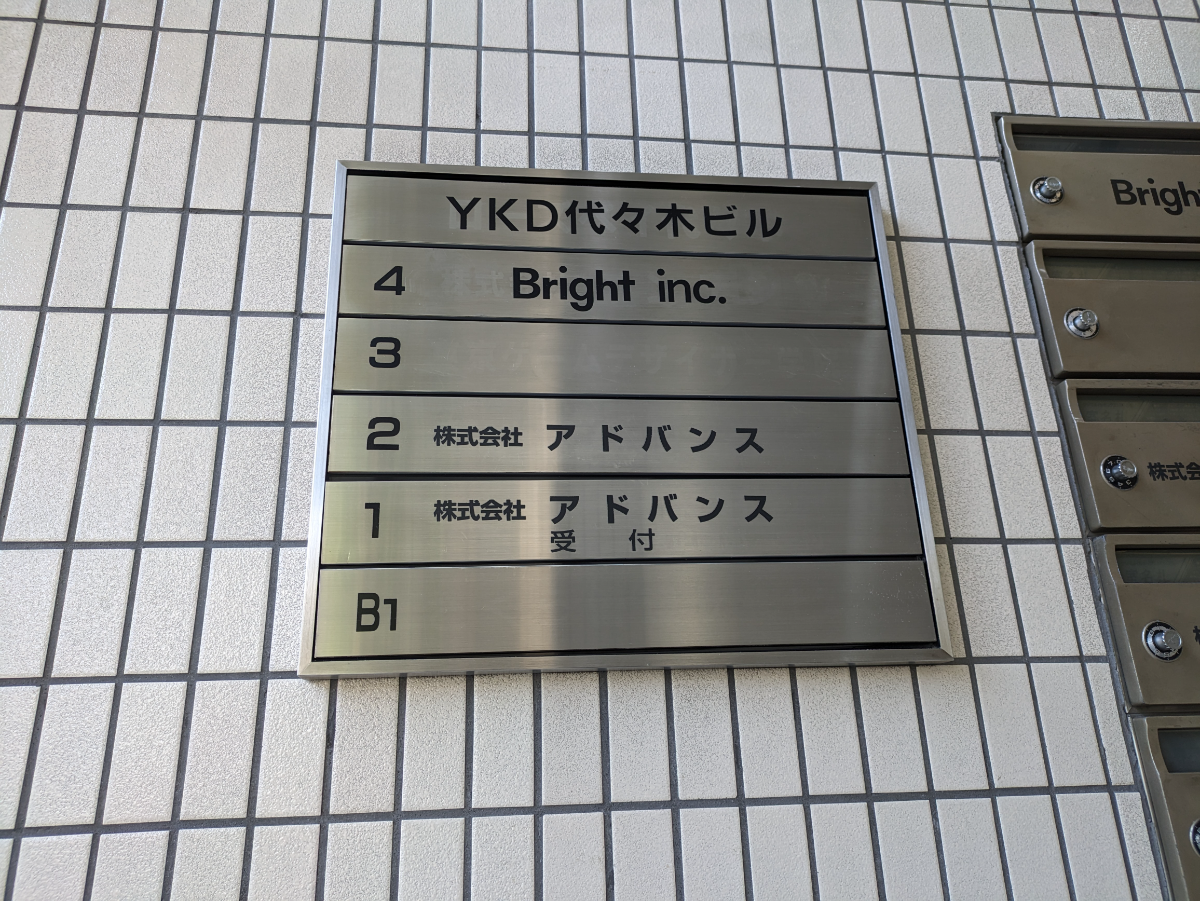 YKD代々木ビル
4 Bright inc.
3
2 株式会社 アドバンス
1 株式会社 アドバンス
受付
B1
Brigh
株式会